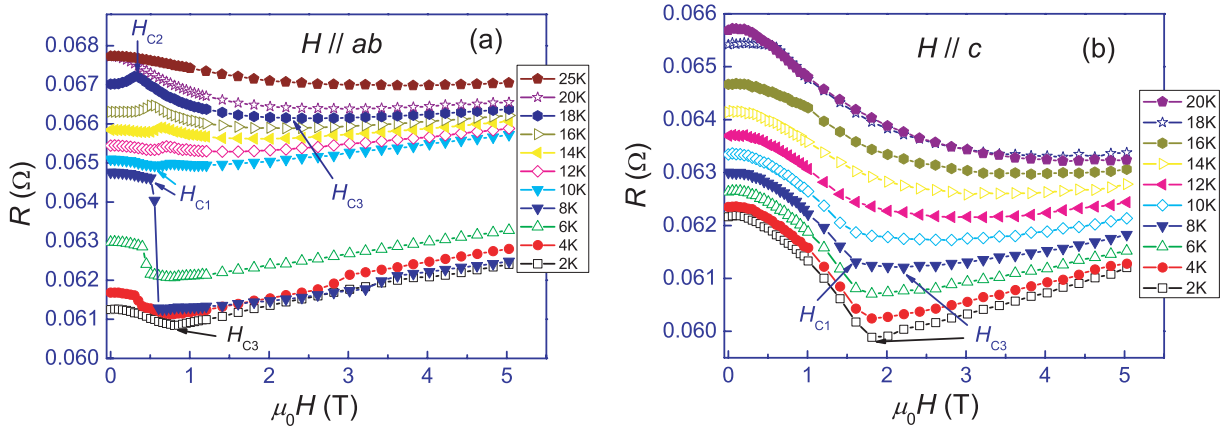 H // ab
(a)
H_C2
R (Ω)
0.068
0.067
0.066
0.065
0.064
0.063
0.062
0.061
0.060
H_C1
H_C3
H_C3
25K
20K
18K
16K
14K
12K
10K
8K
6K
4K
2K
0
1
2
3
4
5
μ₀H (T)
H // c
(b)
R (Ω)
0.066
0.065
0.064
0.063
0.062
0.061
0.060
H_C1
H_C3
20K
18K
16K
14K
12K
10K
8K
6K
4K
2K
0
1
2
3
4
5
μ₀H (T)